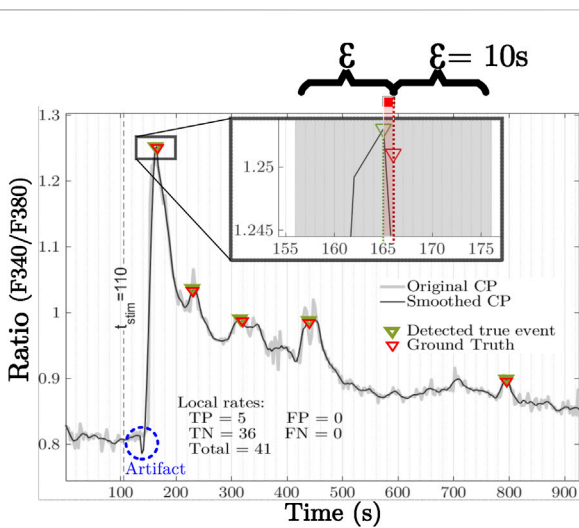 ε ε= 10s
1.3
1.2
1.1
1
0.9
0.8
Ratio (F340/F380)
1.25
1.245
155 160 165 170 175
t_stim =110
Original CP
Smoothed CP
Detected true event
Ground Truth
Local rates:
TP = 5 FP = 0
TN = 36 FN = 0
Total = 41
Artifact
100 200 300 400 500 600 700 800 900
Time (s)